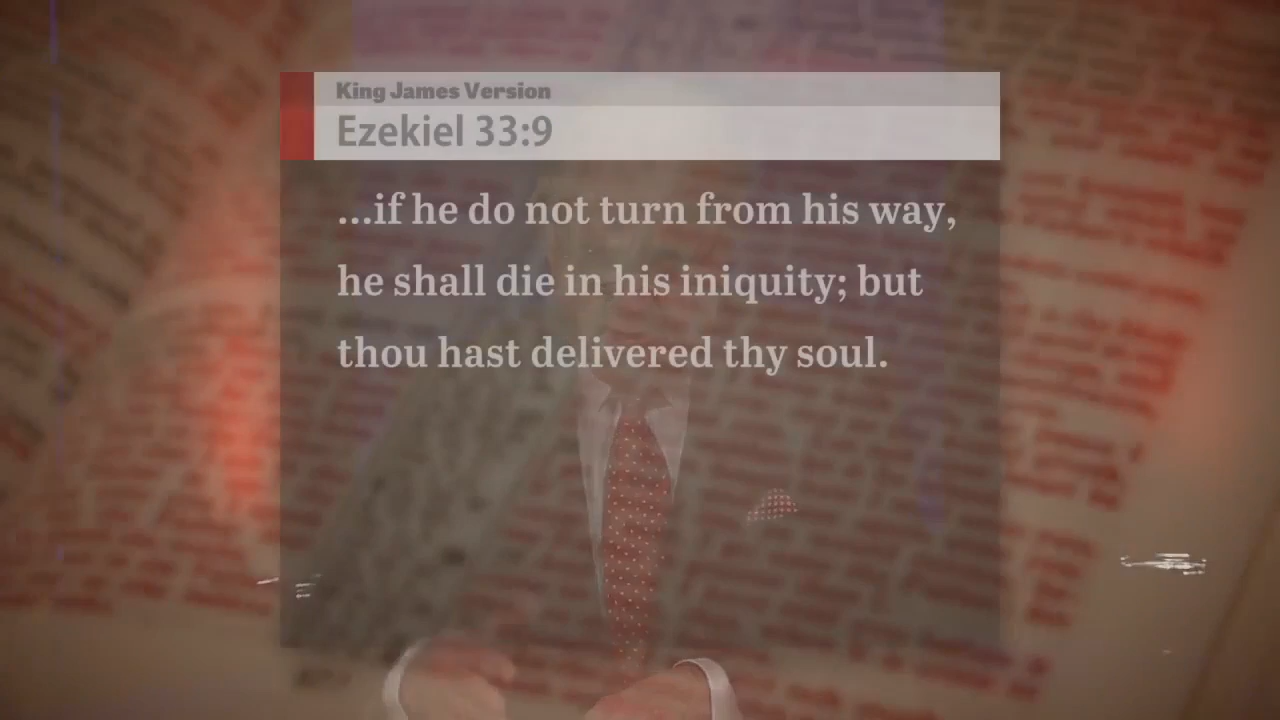 King James Version
Ezekiel 33:9
...if he do not turn from his way,
he shall die in his iniquity; but
thou hast delivered thy soul.